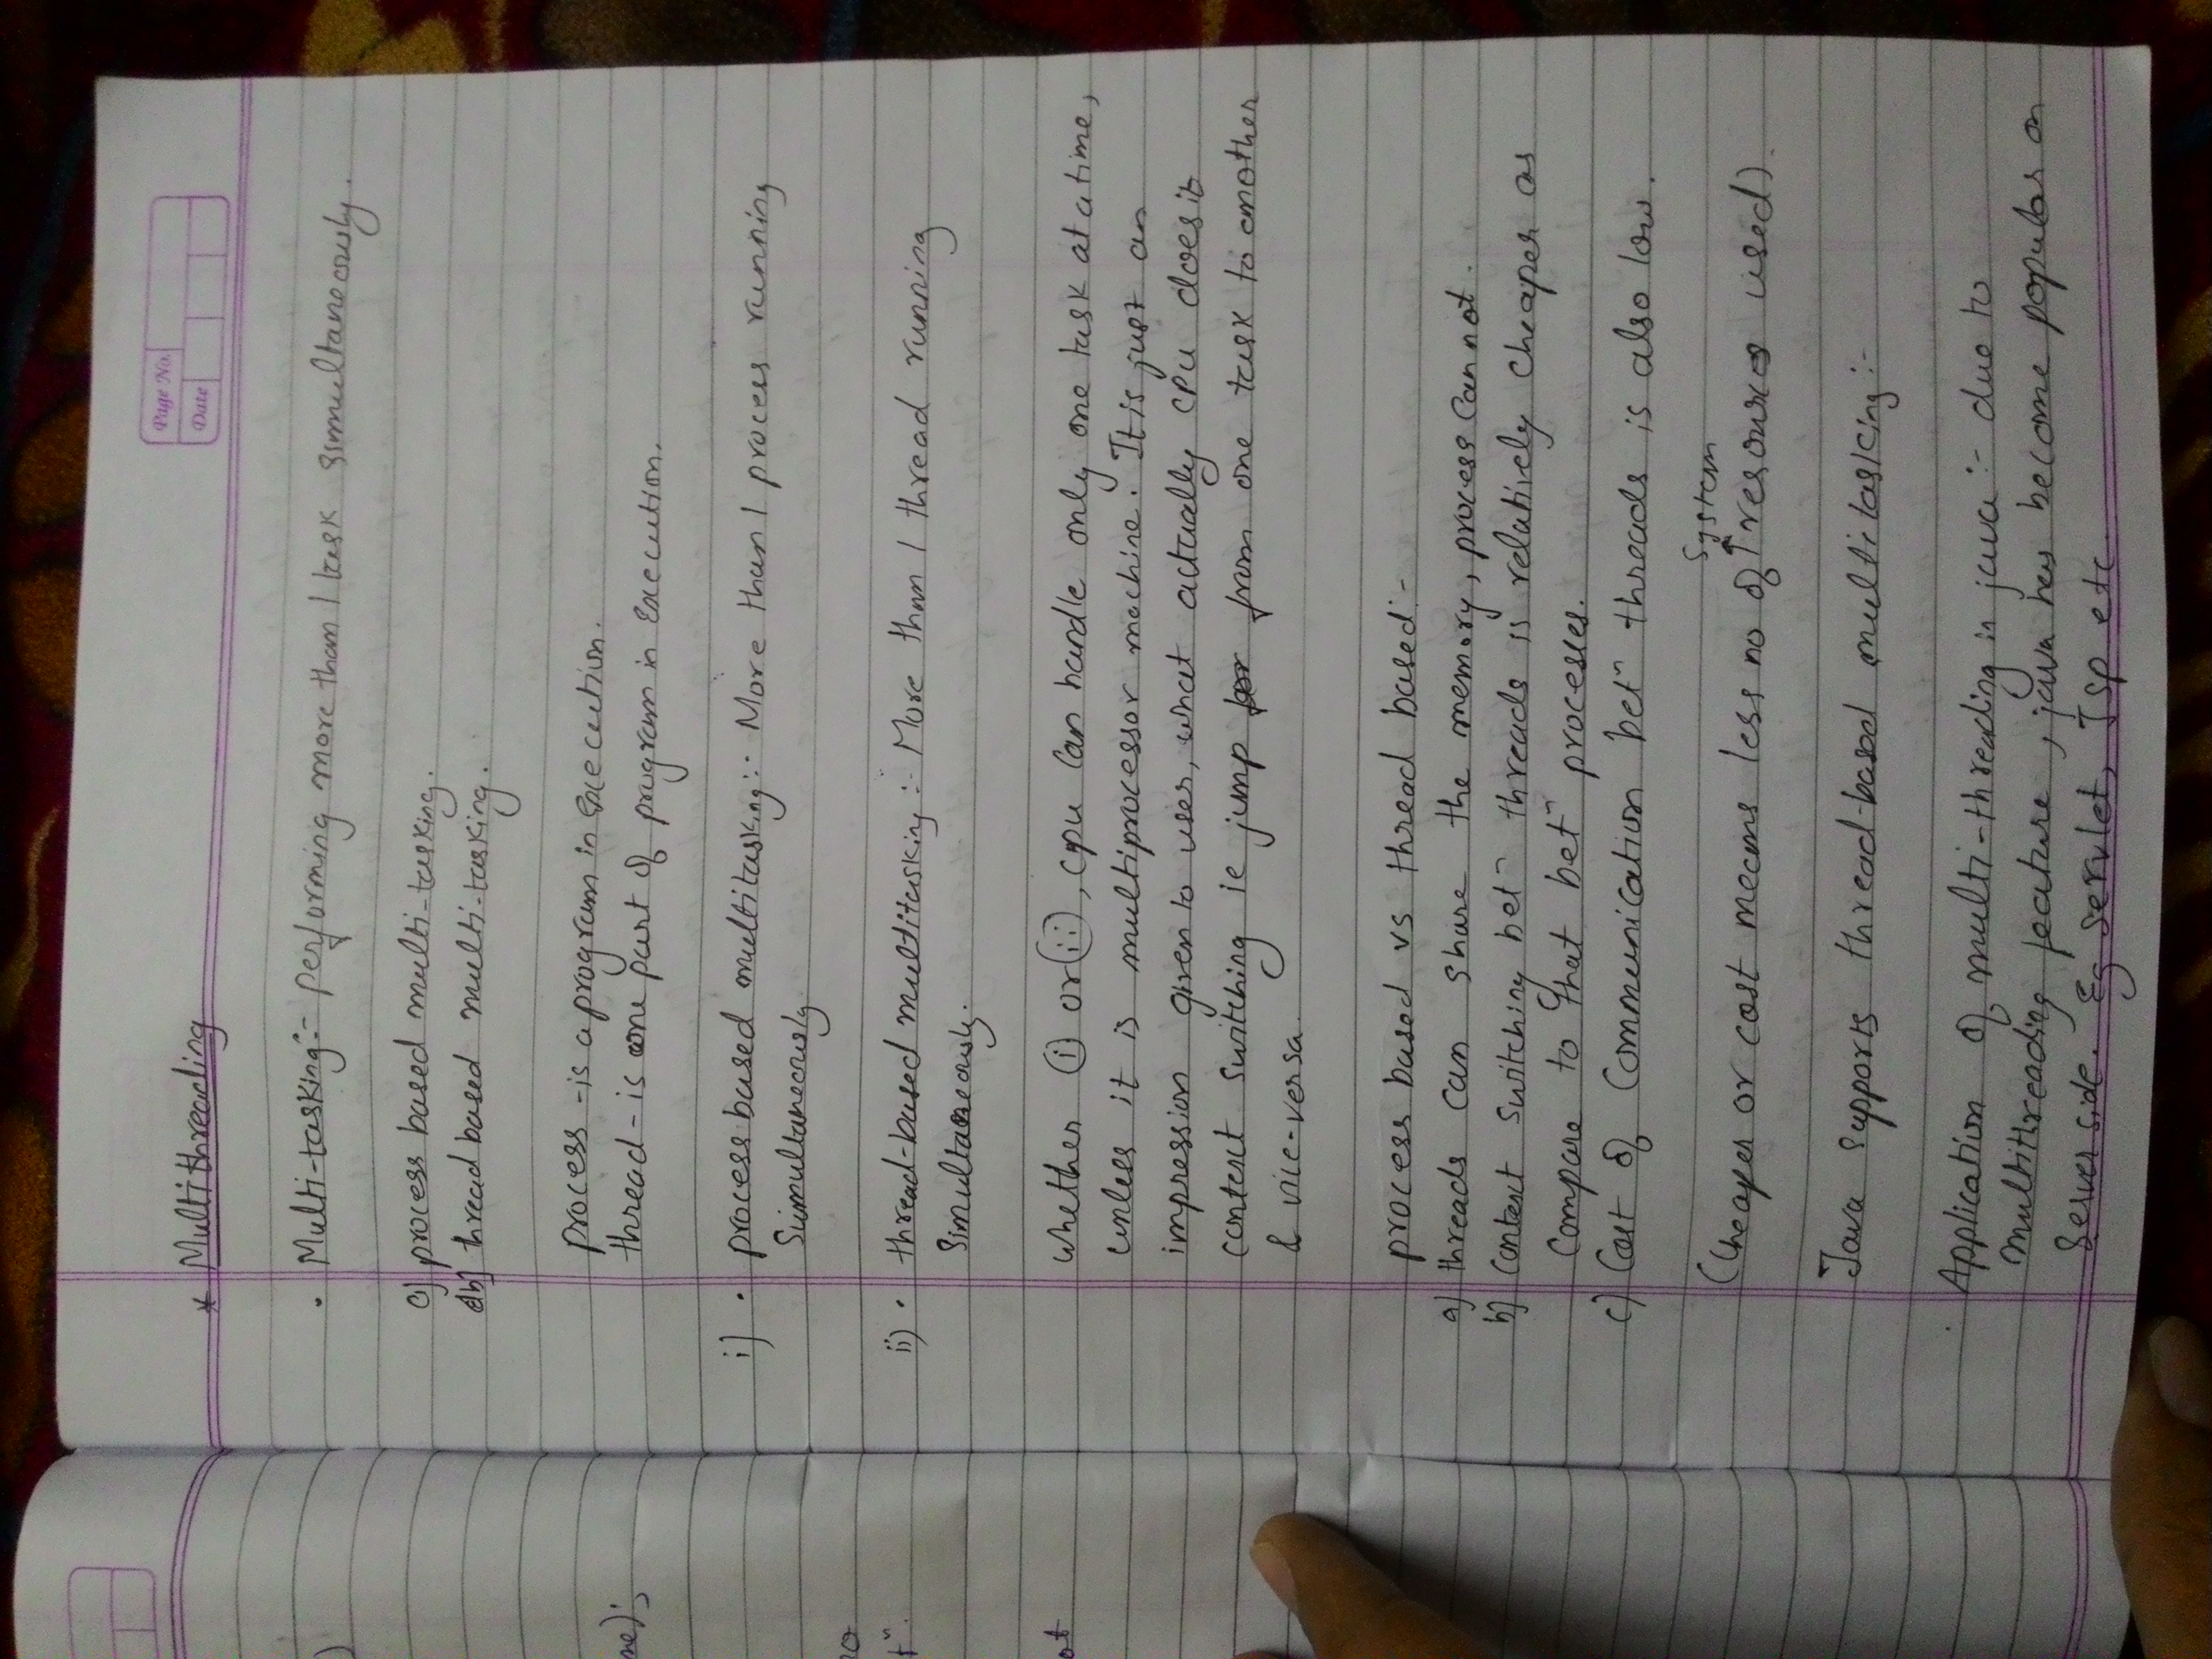 Page No.
Date
* Multithreading
. Multi-tasking:- performing more than 1 task simultaneously.
a) process based multi-tasking.
b) thread based multi-tasking.
process - is a program in Execution.
thread - is one part of program in Execution.
i) . process based multitasking:- More than 1 process running
Simultaneously
ii) . thread-based multitasking :- More than 1 thread running
Simultaneously.
whether (i) or (ii), cpu can handle only one task at a time,
unless it is multiprocessor machine. It is just an
impression given to user, what actually CPU does is
context switching ie jump for from one task to another
& vice-versa.
process based vs thread based:-
a) threads can share the memory, process cannot.
b) context switching betn threads is relatively cheaper as
compare to that betn processes.
c) Cost of Communication betn threads is also low.
System
(Cheaper or cost means less no of ↑ resources used).
Java supports thread-based multitasking :-
. Application of multi-threading in java :- due to
multithreading feature, java has become popular on
Server side. Eg servlet, Jsp etc.
ne);
no
tn.
ot